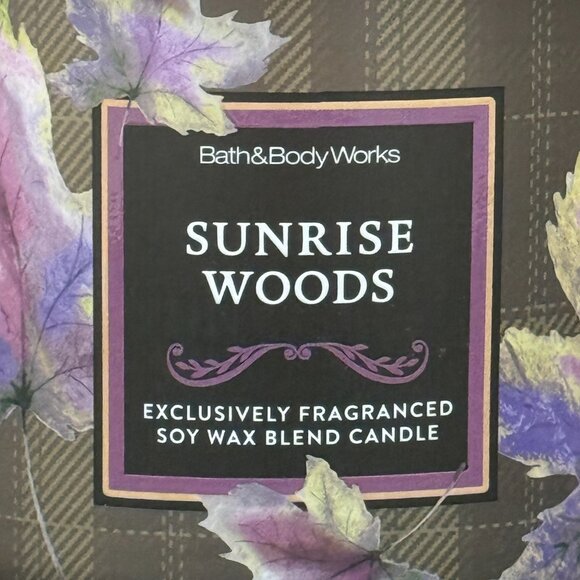 Bath&BodyWorks
SUNRISE
WOODS
EXCLUSIVELY FRAGRANCED
SOY WAX BLEND CANDLE